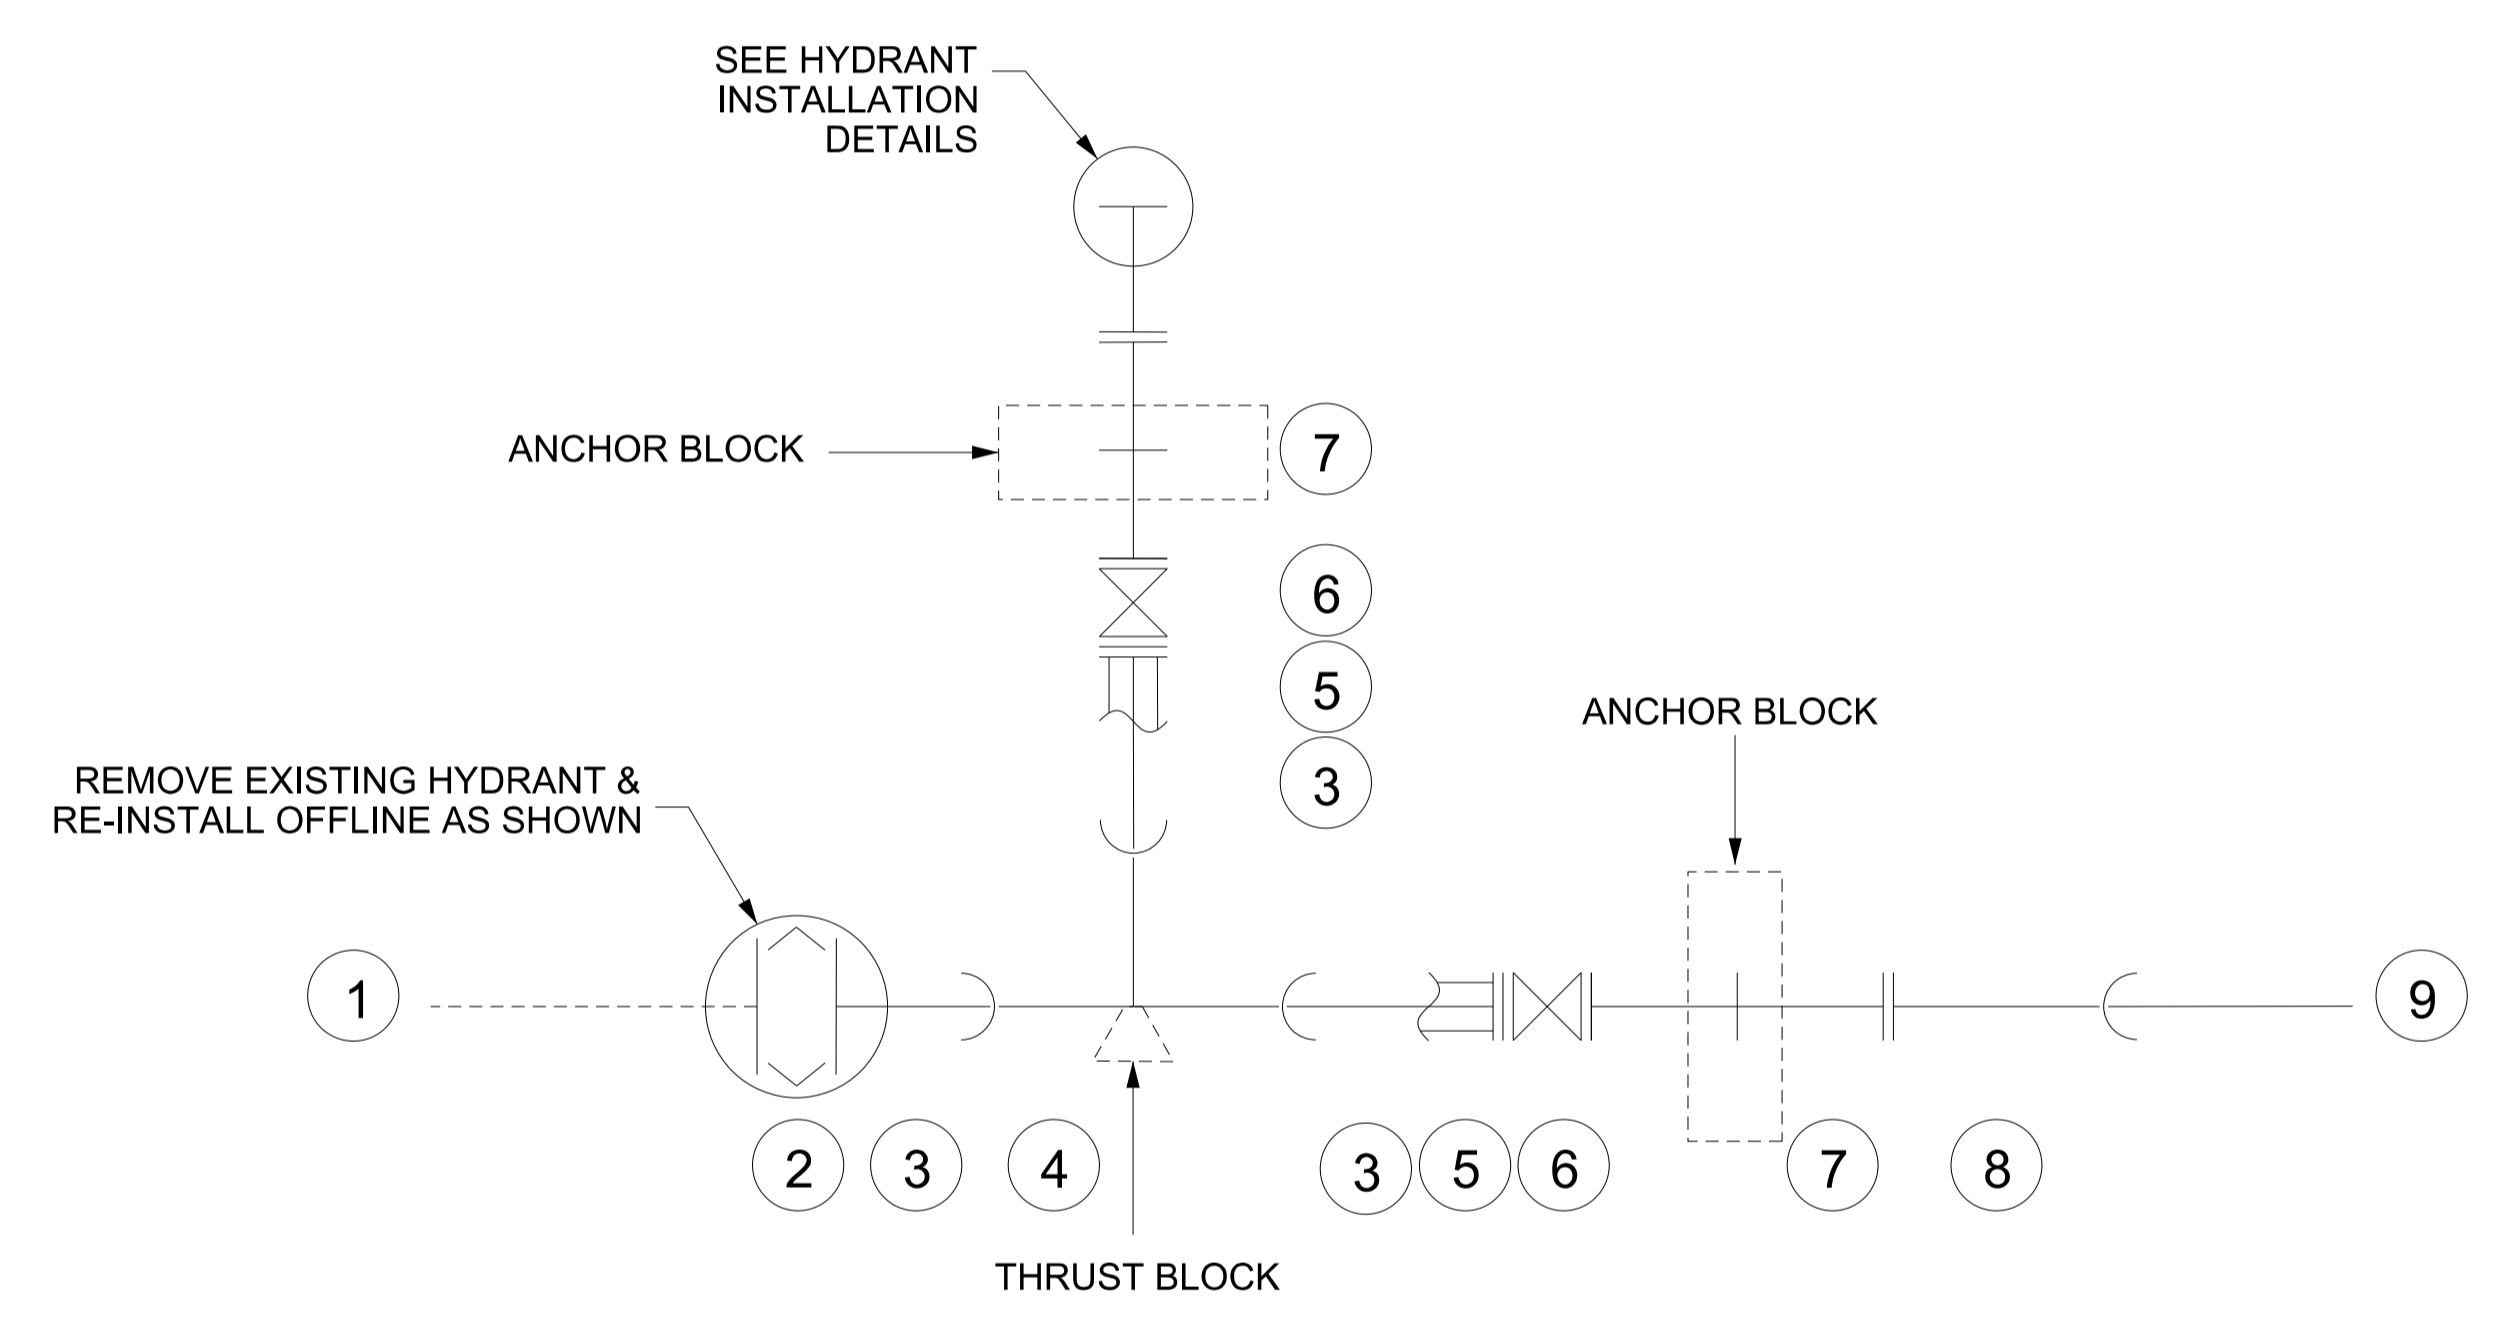 SEE HYDRANT
INSTALLATION
DETAILS
ANCHOR BLOCK
7
6
5
3
ANCHOR BLOCK
REMOVE EXISTING HYDRANT &
RE-INSTALL OFFLINE AS SHOWN
1
9
2
3
4
3
5
6
7
8
THRUST BLOCK